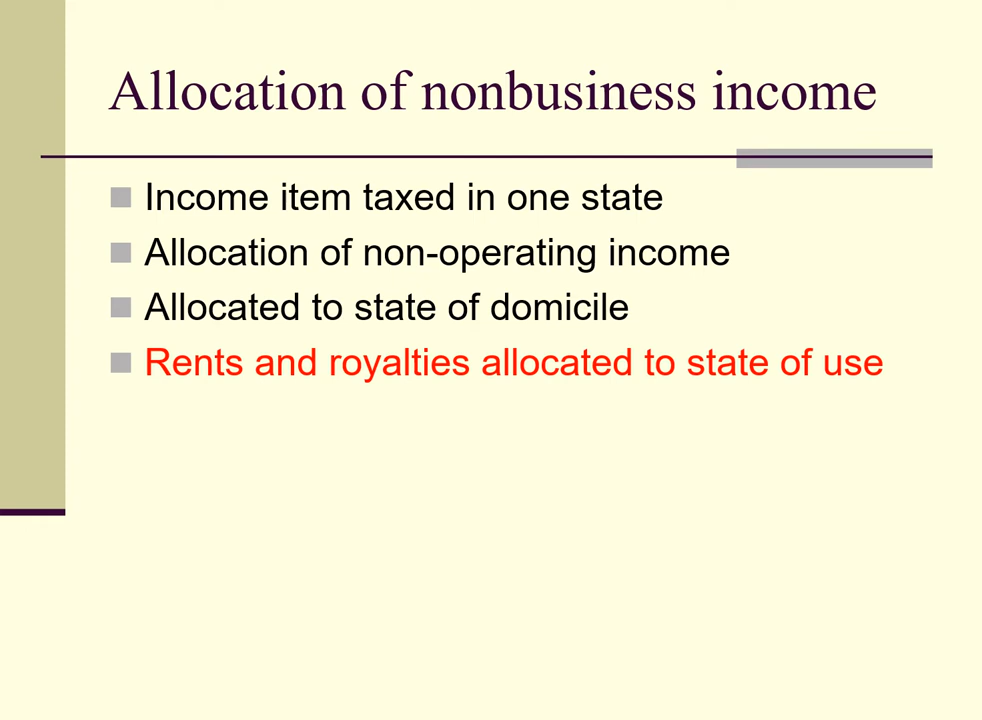 Allocation of nonbusiness income
Income item taxed in one state
Allocation of non-operating income
Allocated to state of domicile
Rents and royalties allocated to state of use